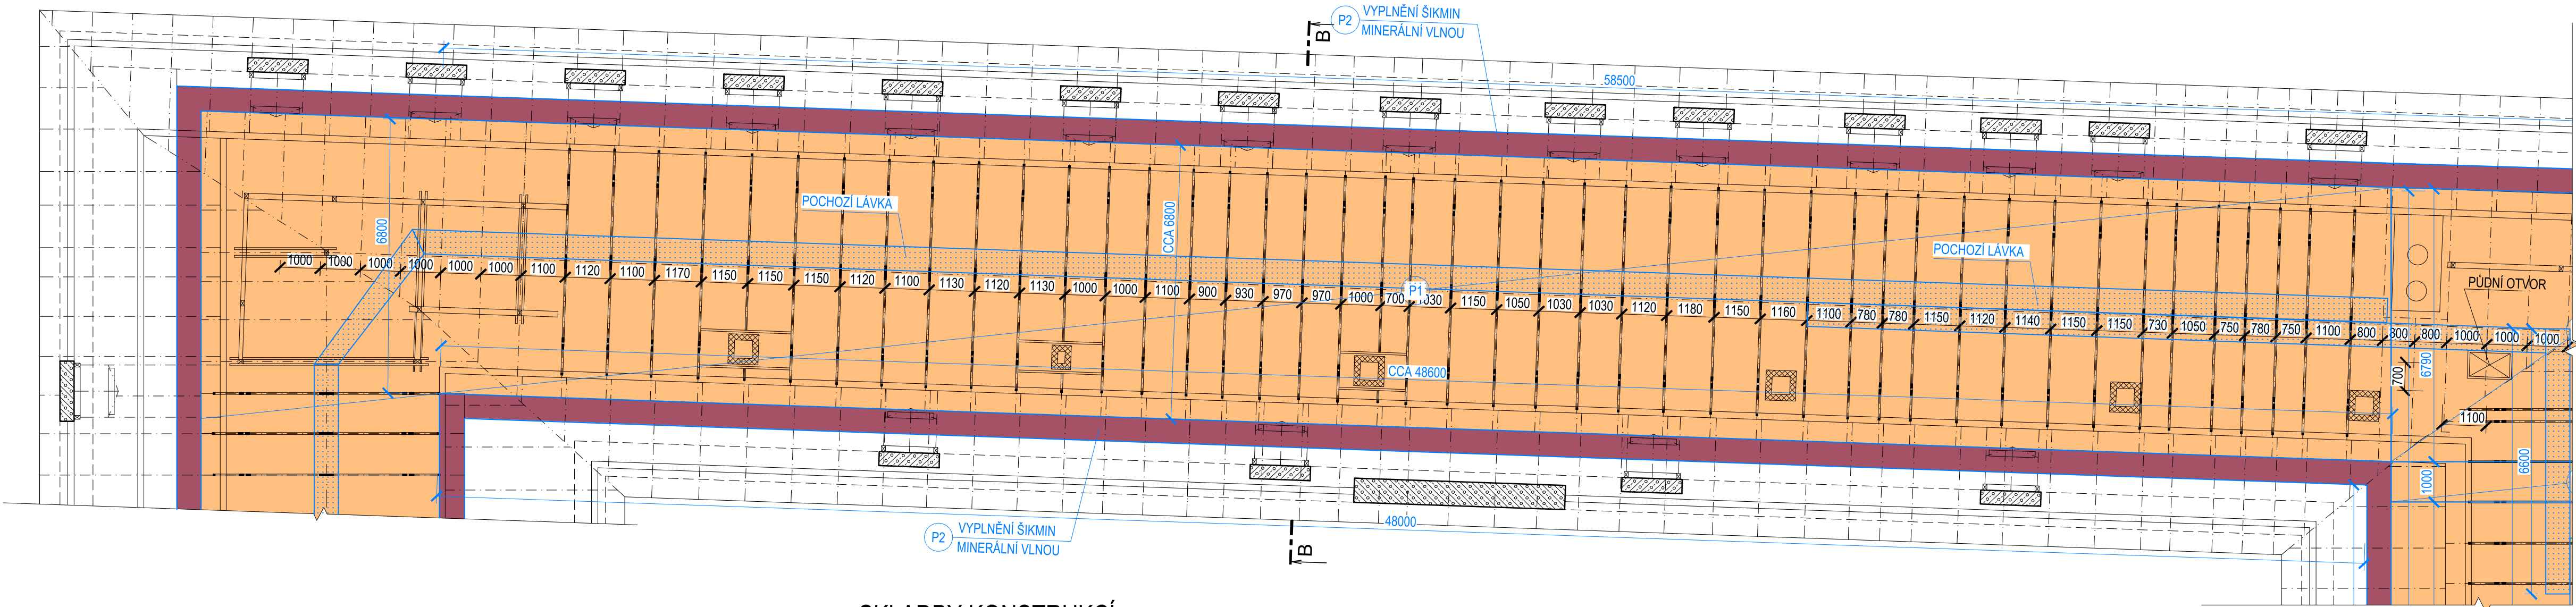 P2
VYPLNĚNÍ ŠIKMIN
MINERÁLNÍ VLNOU
B
58500
POCHOZÍ LÁVKA
CCA 6800
6800
POCHOZÍ LÁVKA
PŮDNÍ OTVOR
1000 1000 1000 1000 1000 1000 1100 1120 1100 1170 1150 1150 1150 1120 1100 1130 1120 1130 1000 1000 1100 900 930 970 970 1000 700 1030 1150 1050 1030 1030 1120 1180 1150 1160 1100 780 780 1150 1120 1140 1150 1150 730 1050 750 780 750 1100 800 800 800 1000 1000 1000
P1
CCA 48600
700
6790
1100
6600
1000
48000
P2
VYPLNĚNÍ ŠIKMIN
MINERÁLNÍ VLNOU
B